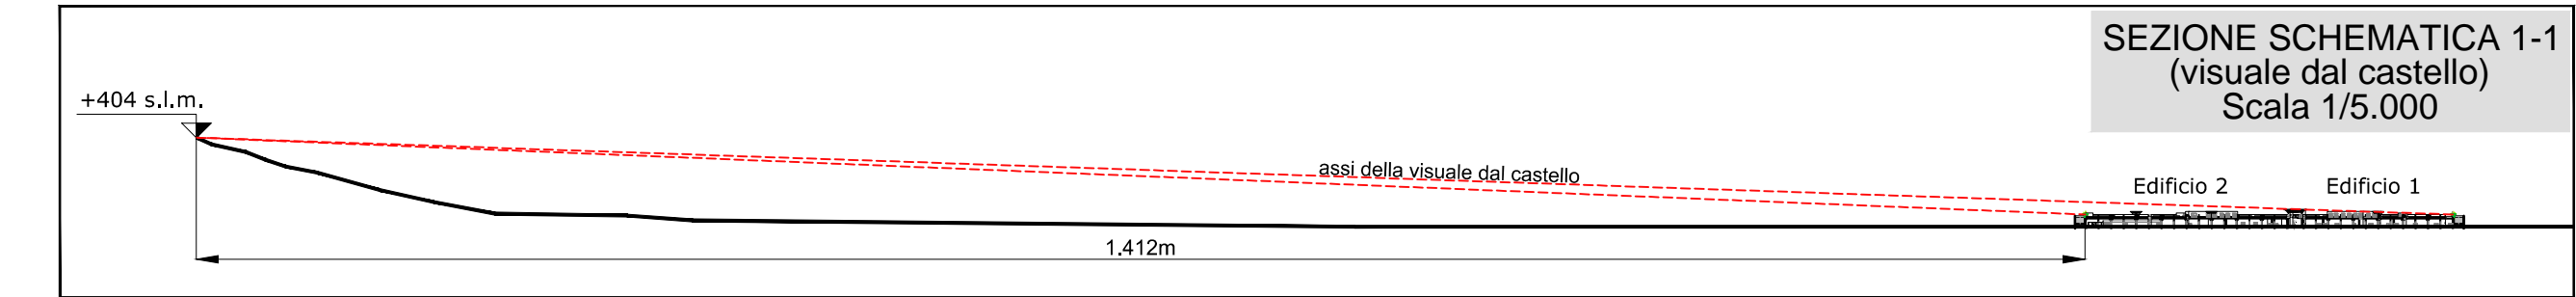 SEZIONE SCHEMATICA 1-1
(visuale dal castello)
Scala 1/5.000
+404 s.l.m.
assi della visuale dal castello
Edificio 2
Edificio 1
1.412m